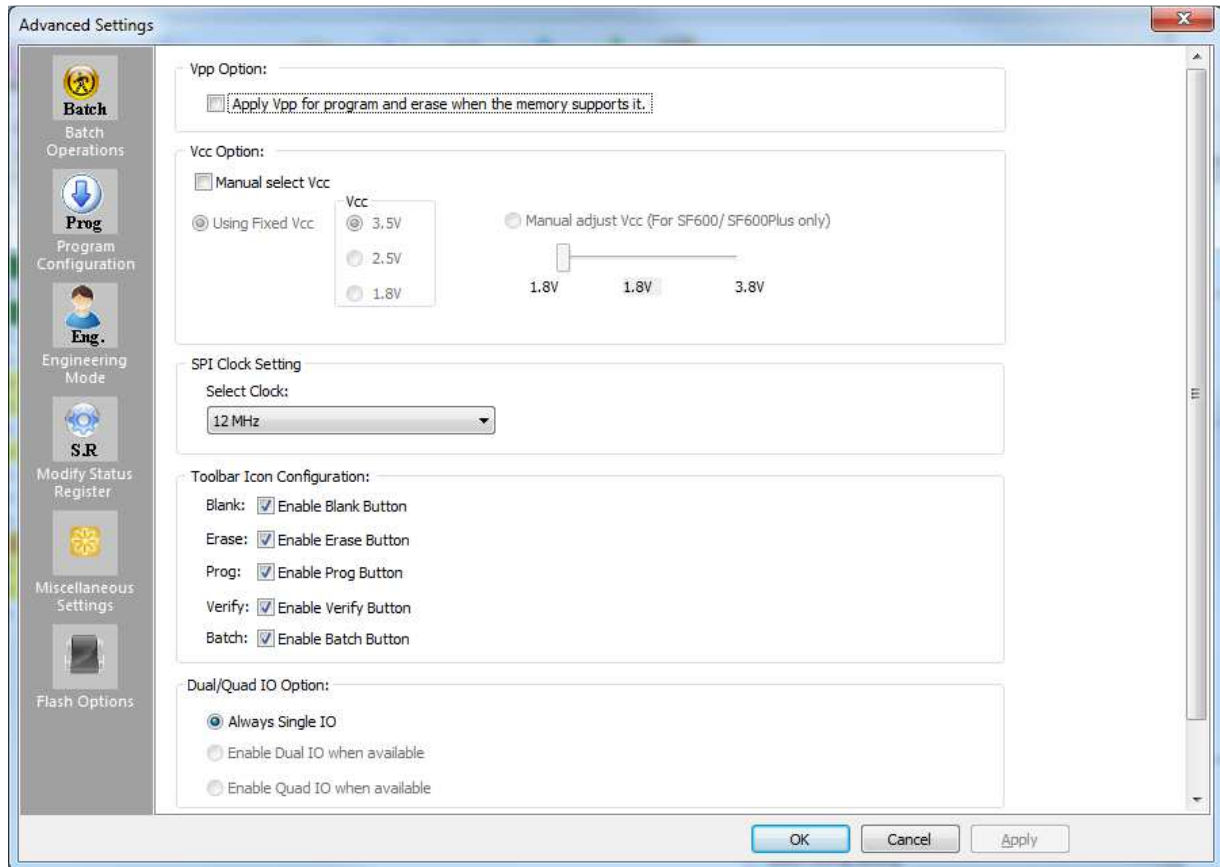 Advanced Settings
Batch
Batch
Operations
Prog
Program
Configuration
Eng.
Engineering
Mode
S.R
Modify Status
Register
Miscellaneous
Settings
Flash Options
Vpp Option:
Apply Vpp for program and erase when the memory supports it.
Vcc Option:
Manual select Vcc
Using Fixed Vcc
Vcc
3.5V
2.5V
1.8V
Manual adjust Vcc (For SF600/ SF600Plus only)
1.8V 1.8V 3.8V
SPI Clock Setting
Select Clock:
12 MHz
Toolbar Icon Configuration:
Blank: Enable Blank Button
Erase: Enable Erase Button
Prog: Enable Prog Button
Verify: Enable Verify Button
Batch: Enable Batch Button
Dual/Quad IO Option:
Always Single IO
Enable Dual IO when available
Enable Quad IO when available
OK Cancel Apply